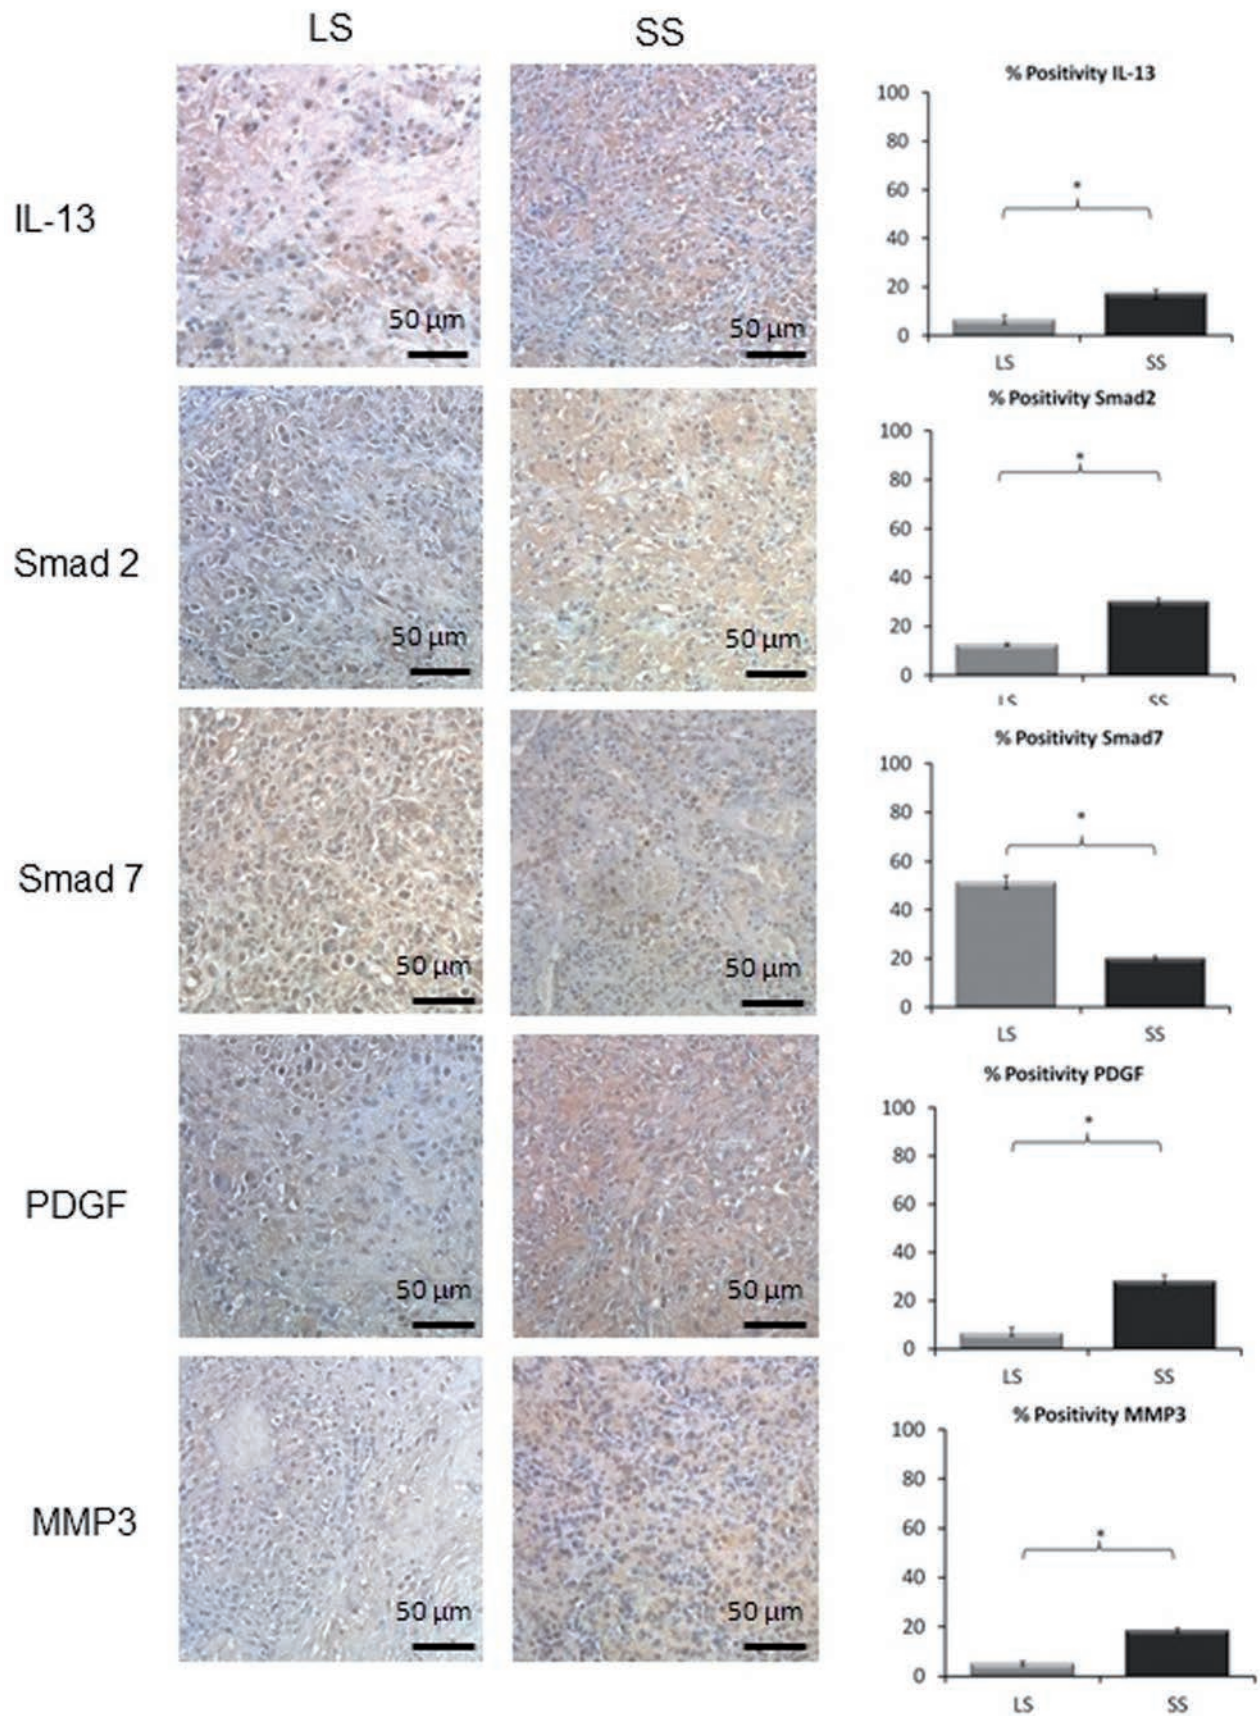 LS SS
IL-13
50 µm
50 µm
% Positivity IL-13
100
80
60
*
40
20
0
LS SS
Smad 2
50 µm
50 µm
% Positivity Smad2
100
*
80
60
40
20
0
LS SS
Smad 7
50 µm
50 µm
% Positivity Smad7
100
80
*
60
40
20
0
LS SS
PDGF
50 µm
50 µm
% Positivity PDGF
100
*
80
60
40
20
0
LS SS
MMP3
50 µm
50 µm
% Positivity MMP3
100
80
60
*
40
20
0
LS SS